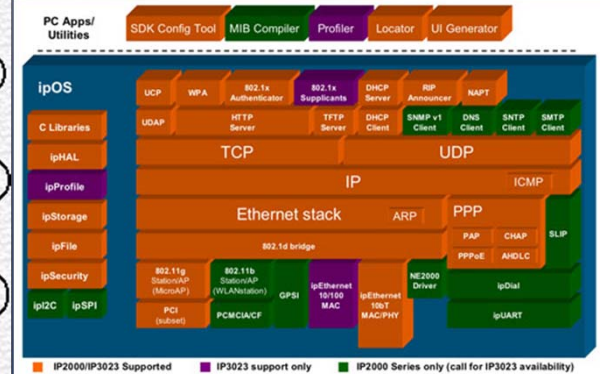 PC Apps/
Utilities
SDK Config Tool
MIB Compiler
Profiler
Locator
UI Generator
ipOS
C Libraries
ipHAL
ipProfile
ipStorage
ipFile
ipSecurity
ipI2C
ipSPI
UCP
WPA
802.1x
Authenticator
802.1x
Supplicants
DHCP
Server
RIP
Announcer
NAPT
UDAP
HTTP
Server
TFTP
Server
DHCP
Client
SNMP v1
Client
DNS
Client
SNTP
Client
SMTP
Client
TCP
UDP
IP
ICMP
Ethernet stack
ARP
802.1d bridge
PPP
PAP
CHAP
PPPoE
AHDLC
SLIP
802.11g
Station/AP
(MicroAP)
PCI
(subset)
802.11b
Station/AP
(WLANstation)
PCMCIA/CF
GPSI
ipEthernet
10/100
MAC
ipEthernet
10bT
MAC/PHY
NE2000
Driver
ipDial
ipUART
IP2000/IP3023 Supported
IP3023 support only
IP2000 Series only (call for IP3023 availability)